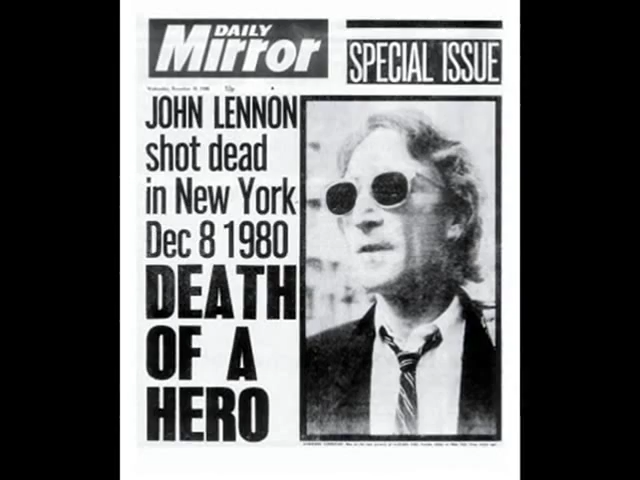 DAILY
Mirror
SPECIAL ISSUE
JOHN LENNON
shot dead
in New York
Dec 8 1980
DEATH
OF A
HERO